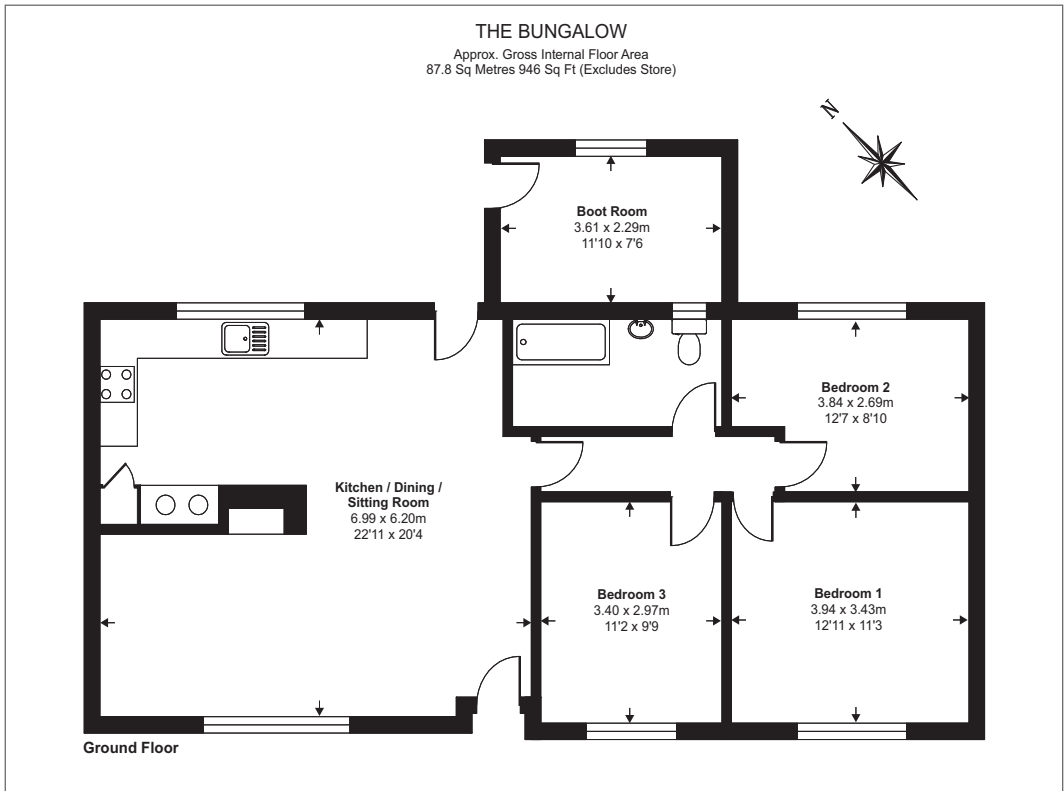 THE BUNGALOW
Approx. Gross Internal Floor Area
87.8 Sq Metres 946 Sq Ft (Excludes Store)
N
Boot Room
3.61 x 2.29m
11'10 x 7'6
Bedroom 2
3.84 x 2.69m
12'7 x 8'10
Kitchen / Dining /
Sitting Room
6.99 x 6.20m
22'11 x 20'4
Bedroom 3
3.40 x 2.97m
11'2 x 9'9
Bedroom 1
3.94 x 3.43m
12'11 x 11'3
Ground Floor